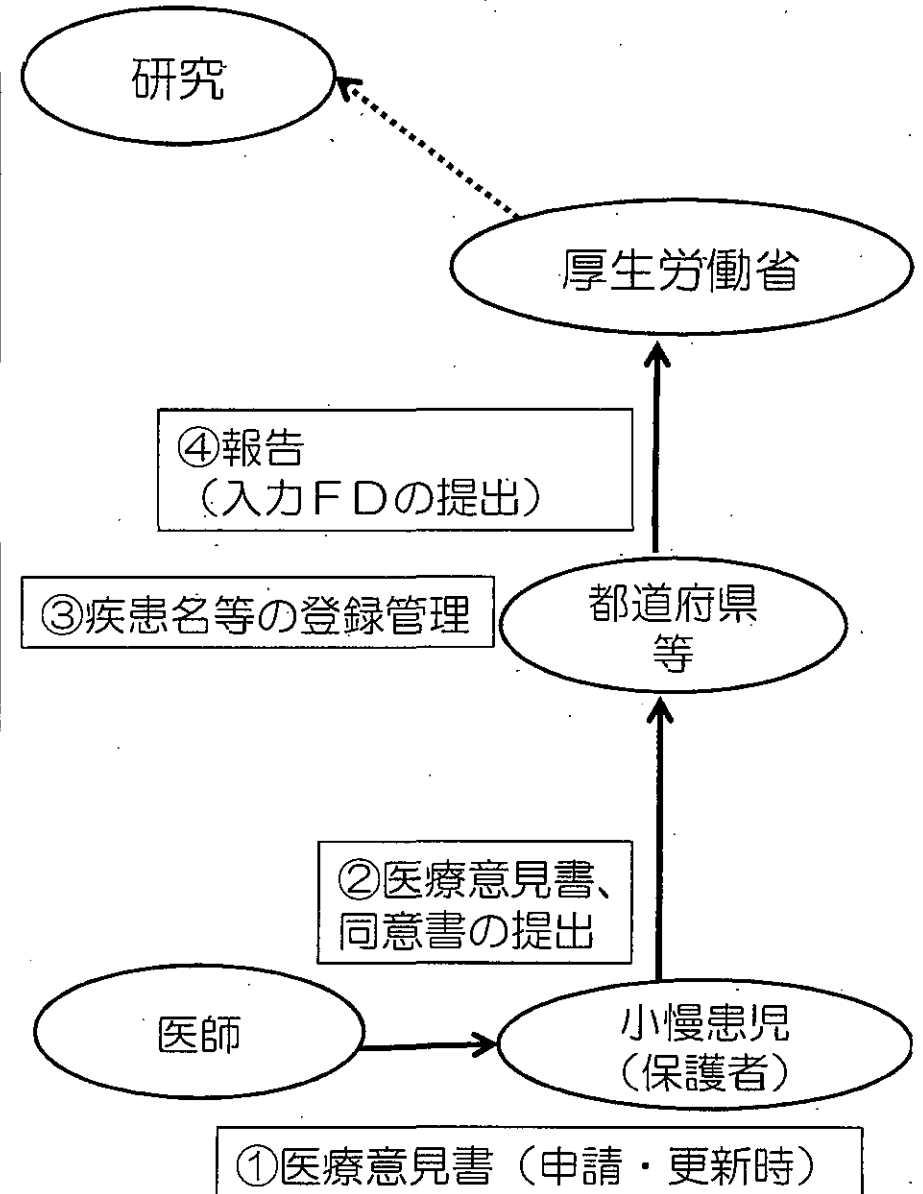 研究
厚生労働省
④報告
（入力ＦＤの提出）
③疾患名等の登録管理
都道府県
等
②医療意見書、
同意書の提出
医師
小慢患児
（保護者）
①医療意見書（申請・更新時）